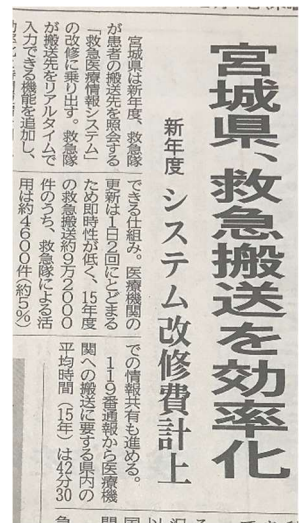 宮城県、救急搬送を効率化
新年度 システム改修費計上
宮城県は新年度、救急隊
が患者の搬送先を照会する
「救急医療情報システム」
の改修に乗り出す。救急隊
が搬送先をリアルタイムで
入力できる機能を追加し、
できる仕組み。医療機関の
更新は1日2回にとどまる
ため即時性が低く、15年度
の救急搬送約9万2000
件のうち、救急隊による活
用は約4600件(約5%)
での情報共有も進める。
119番通報から医療機
関への搬送に要する県内の
平均時間(15年)は42分30